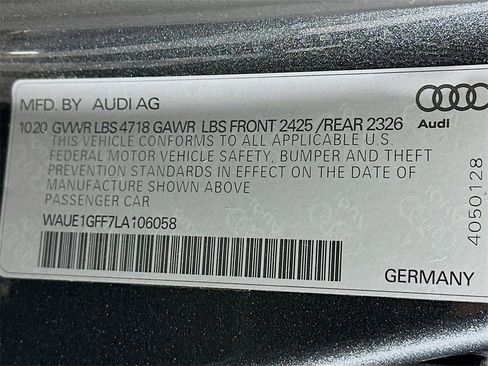 MFD. BY AUDI AG
10 20 GVWR LBS 4718 GAWR LBS FRONT 2425 /REAR 2326
THIS VEHICLE CONFORMS TO ALL APPLICABLE U.S
FEDERAL MOTOR VEHICLE SAFETY, BUMPER AND THEFT
PREVENTION STANDARDS IN EFFECT ON THE DATE OF
MANUFACTURE SHOWN ABOVE
PASSENGER CAR
WAUE1GFF7LA106058
Audi
4050128
GERMANY